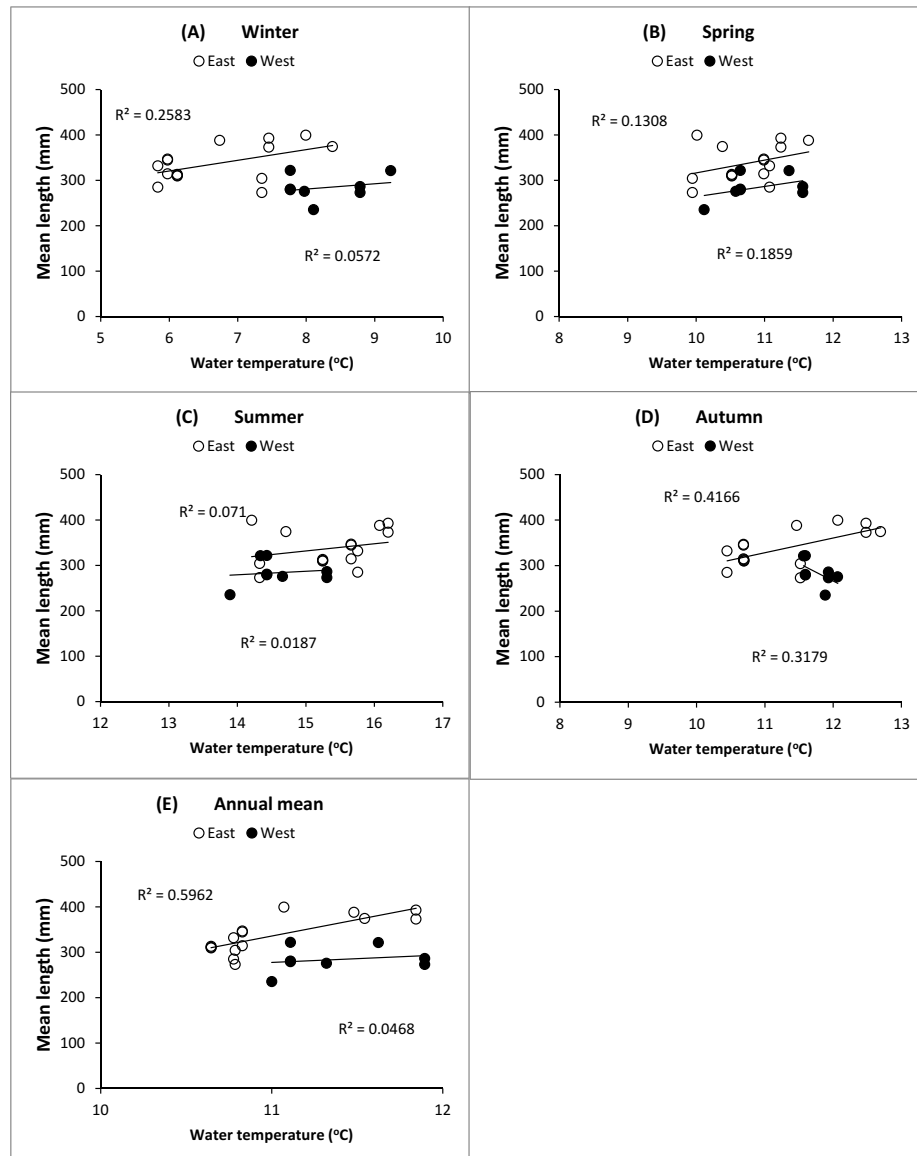 (A) Winter
East West
R² = 0.2583
R² = 0.0572
500
400
300
200
100
0
5 6 7 8 9 10
Mean length (mm)
Water temperature (°C)
(B) Spring
East West
R² = 0.1308
R² = 0.1859
500
400
300
200
100
0
8 9 10 11 12 13
Mean length (mm)
Water temperature (°C)
(C) Summer
East West
R² = 0.071
R² = 0.0187
500
400
300
200
100
0
12 13 14 15 16 17
Mean length (mm)
Water temperature (°C)
(D) Autumn
East West
R² = 0.4166
R² = 0.3179
500
400
300
200
100
0
8 9 10 11 12 13
Mean length (mm)
Water temperature (°C)
(E) Annual mean
East West
R² = 0.5962
R² = 0.0468
500
400
300
200
100
0
10 11 12
Mean length (mm)
Water temperature (°C)